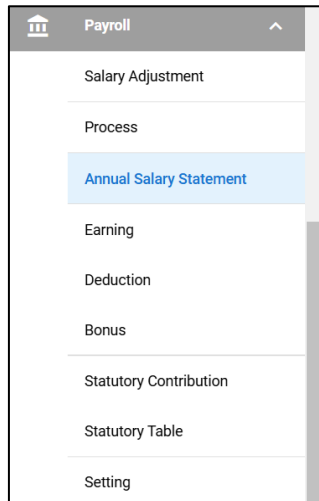 Payroll
Salary Adjustment
Process
Annual Salary Statement
Earning
Deduction
Bonus
Statutory Contribution
Statutory Table
Setting